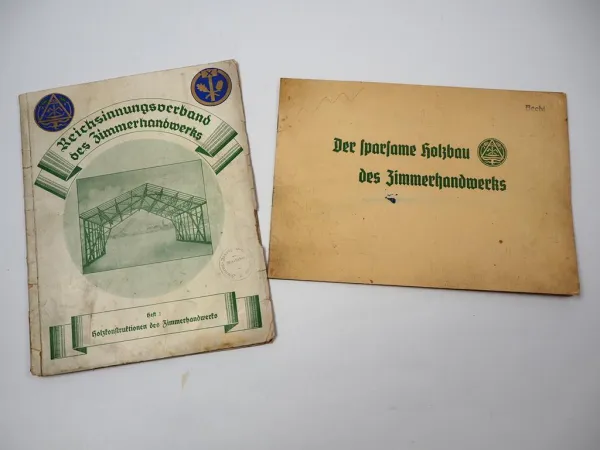 Reichsinnungsverband
des Zimmerhandwerks
Heft :
Holzkonstruktionen des Zimmerhandwerks
Der sparsame Holzbau
des Zimmerhandwerks